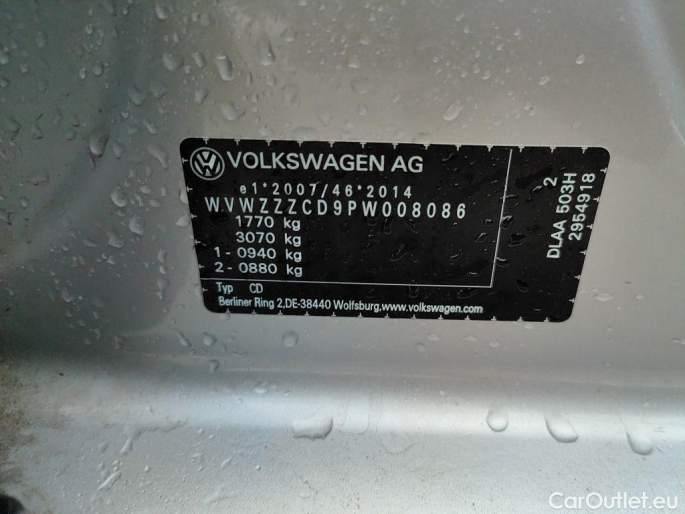 VOLKSWAGEN AG
e1*2007/46*2014
WVWZZZCD9PW008086
1770 kg
3070 kg
1 - 0940 kg
2 - 0880 kg
Typ CD
Berliner Ring 2,DE-38440 Wolfsburg,www.volkswagen.com
2
DLAA 503H
2954918
CarOutlet.eu